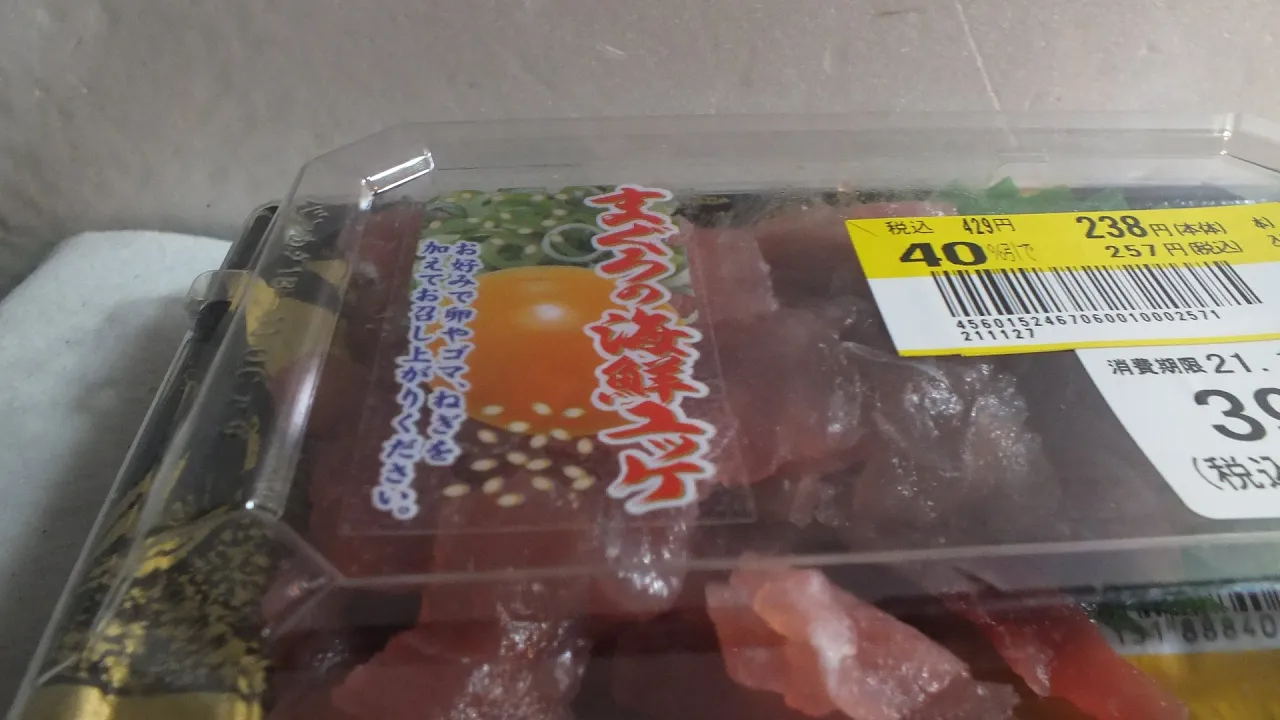 まぐろの海鮮ユッケ
お好みで卵やゴマ、ねぎを
加えてお召し上がりください。
税込 429円
40%引で
238円(本体)
257円(税込)
4560152467060010002571
211127
消費期限21.
39
(税込